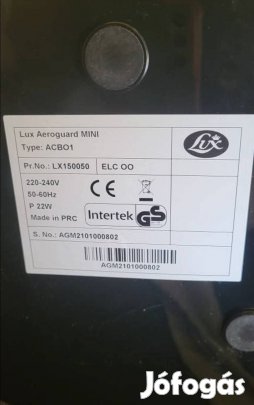 Lux Aeroguard MINI
Type: ACBO1
Lux
Pr.No.: LX150050
ELC OO
220-240V
50-60Hz
P 22W
Made in PRC
CE
Intertek GS
S. No.: AGM2101000802
AGM2101000802
Jófogás